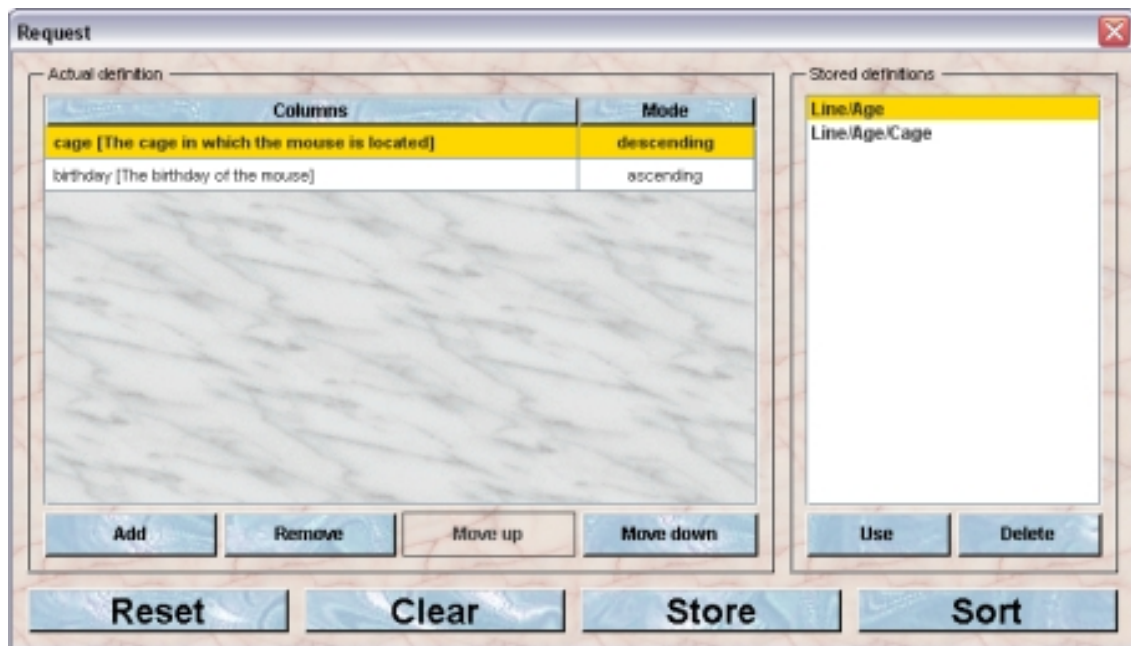 Request
Actual definition
Stored definitions
Columns Mode
cage [The cage in which the mouse is located] descending
birthday [The birthday of the mouse] ascending
Line/Age
Line/Age/Cage
Add Remove Move up Move down
Use Delete
Reset Clear Store Sort